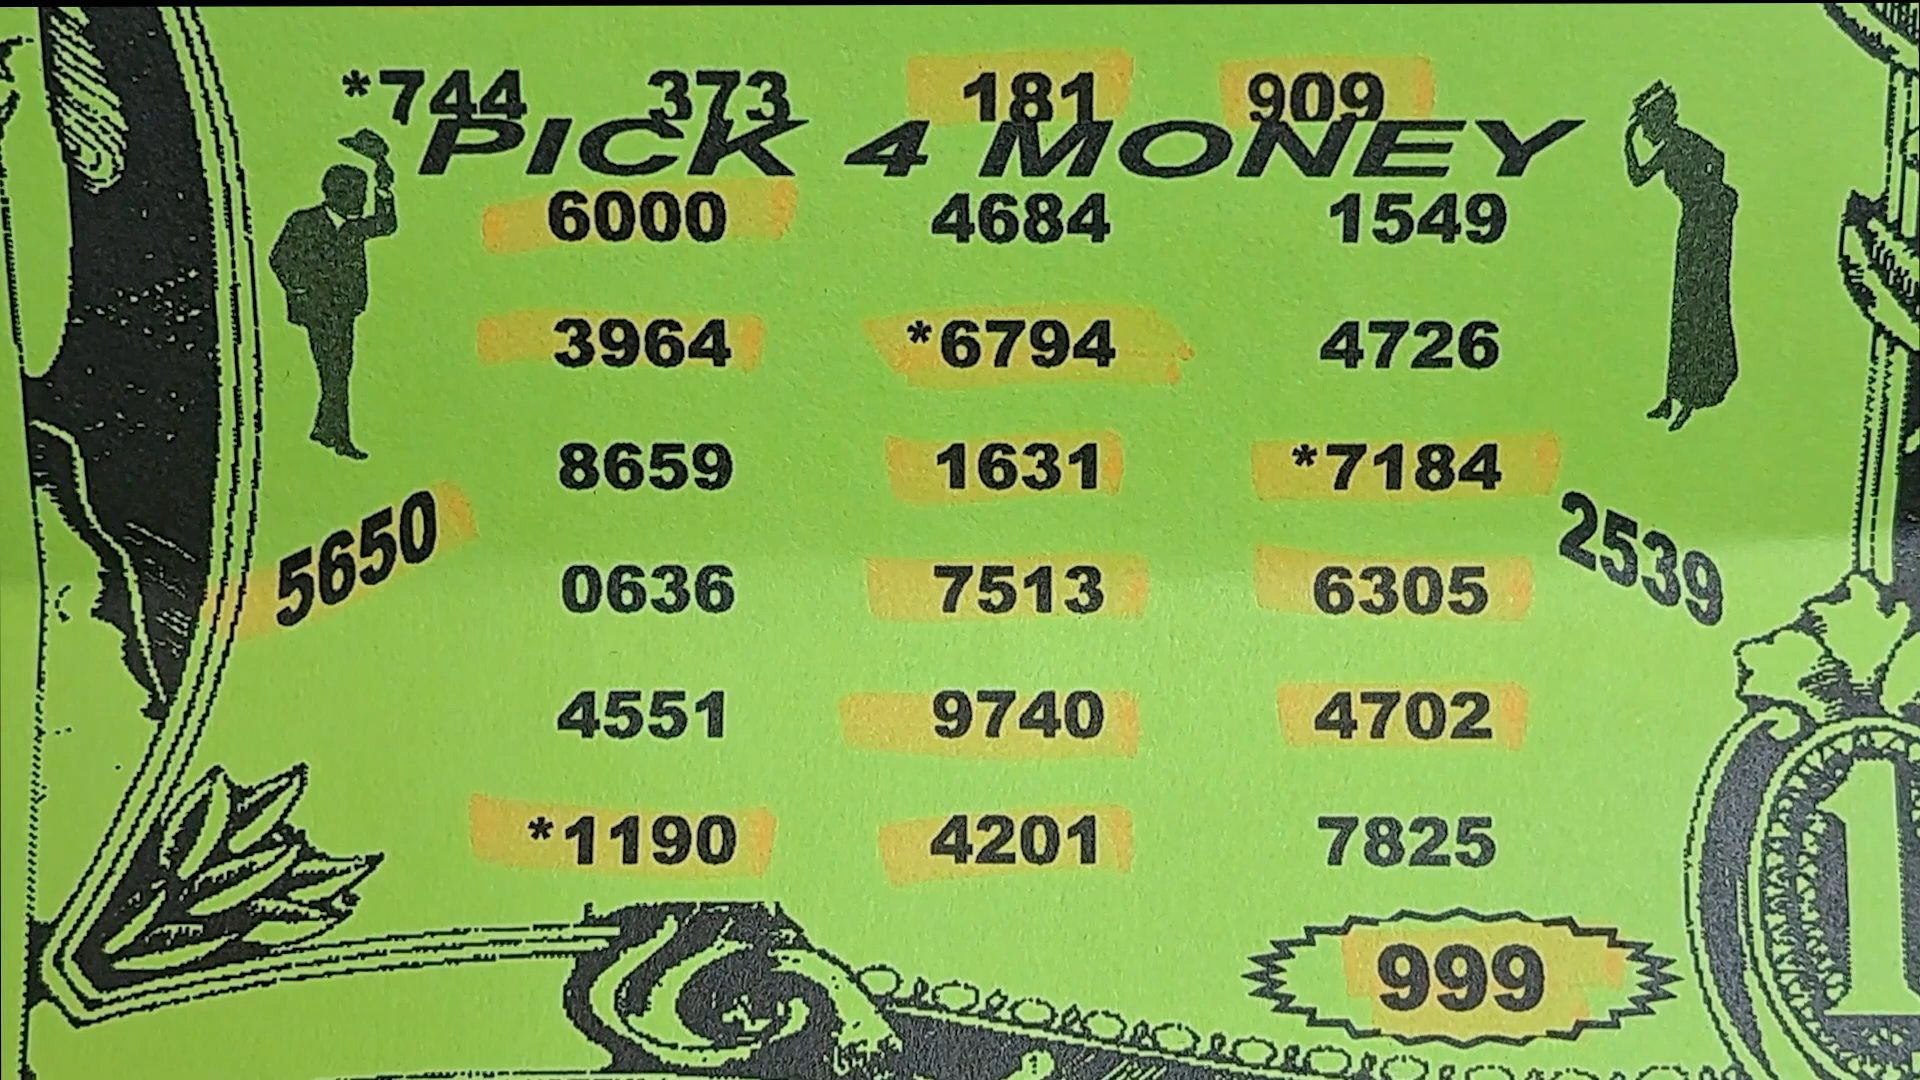 *744 373 181 909
PICK 4 MONEY
6000 4684 1549
3964 *6794 4726
8659 1631 *7184
5650 0636 7513 6305 2539
4551 9740 4702
*1190 4201 7825
999
1